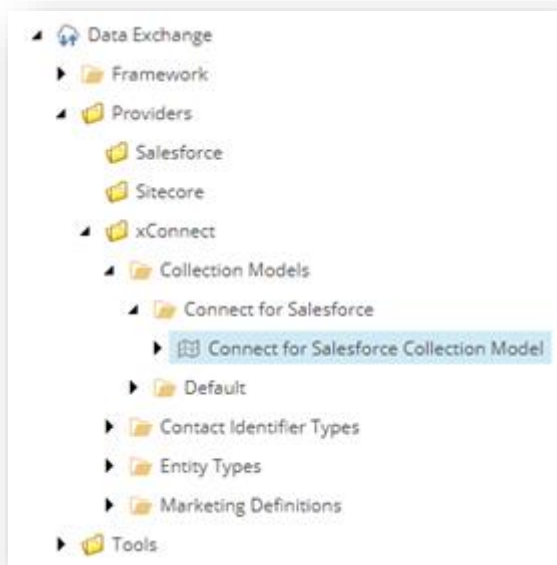 Data Exchange
Framework
Providers
Salesforce
Sitecore
xConnect
Collection Models
Connect for Salesforce
Connect for Salesforce Collection Model
Default
Contact Identifier Types
Entity Types
Marketing Definitions
Tools